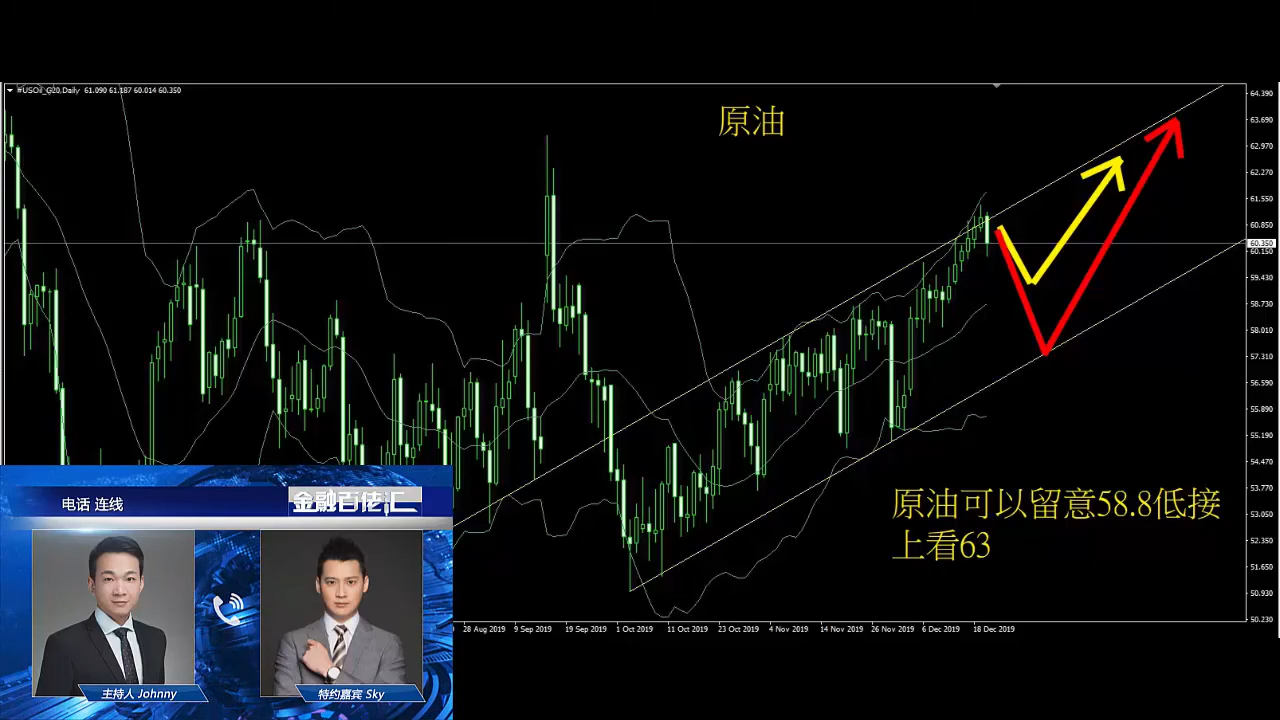 #USOil_G20,Daily 61.090 61.187 60.014 60.350
原油
64.390
63.690
62.970
62.270
61.550
60.850
60.350
60.150
59.430
58.730
58.010
57.310
56.590
55.890
55.190
54.470
53.770
53.050
52.350
51.650
50.930
50.230
原油可以留意58.8低接
上看63
电话 连线
金融百佬汇
主持人 Johnny
特约嘉宾 Sky
28 Aug 2019 9 Sep 2019 19 Sep 2019 1 Oct 2019 11 Oct 2019 23 Oct 2019 4 Nov 2019 14 Nov 2019 26 Nov 2019 6 Dec 2019 18 Dec 2019